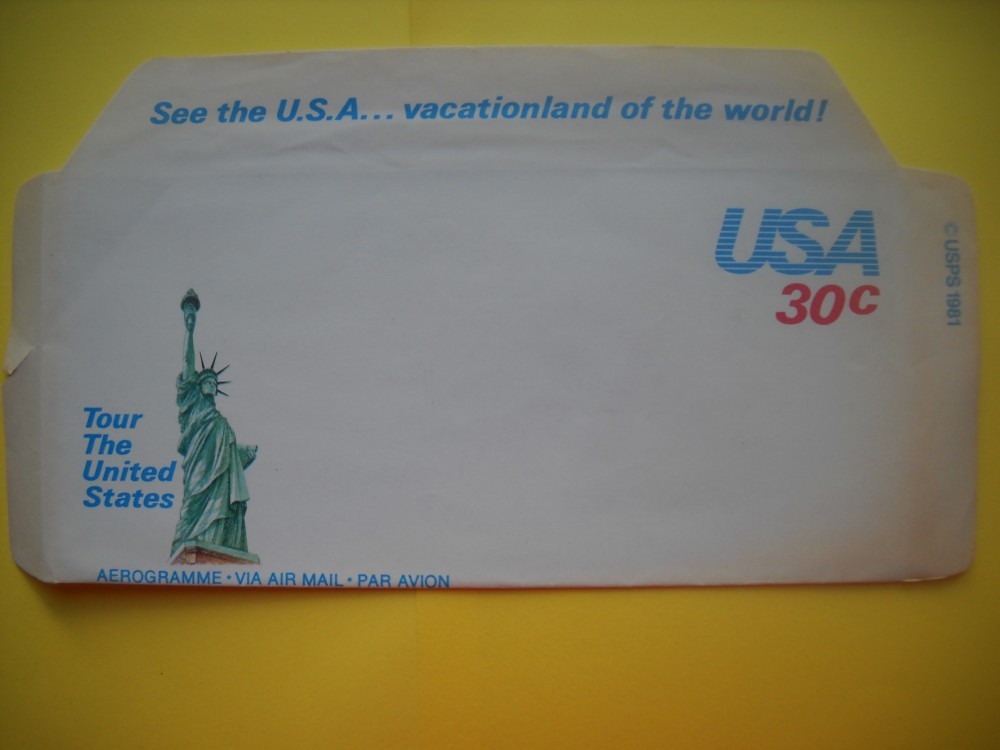 See the U.S.A... vacationland of the world!
USA
30c
© USPS 1981
Tour
The
United
States
AEROGRAMME • VIA AIR MAIL • PAR AVION